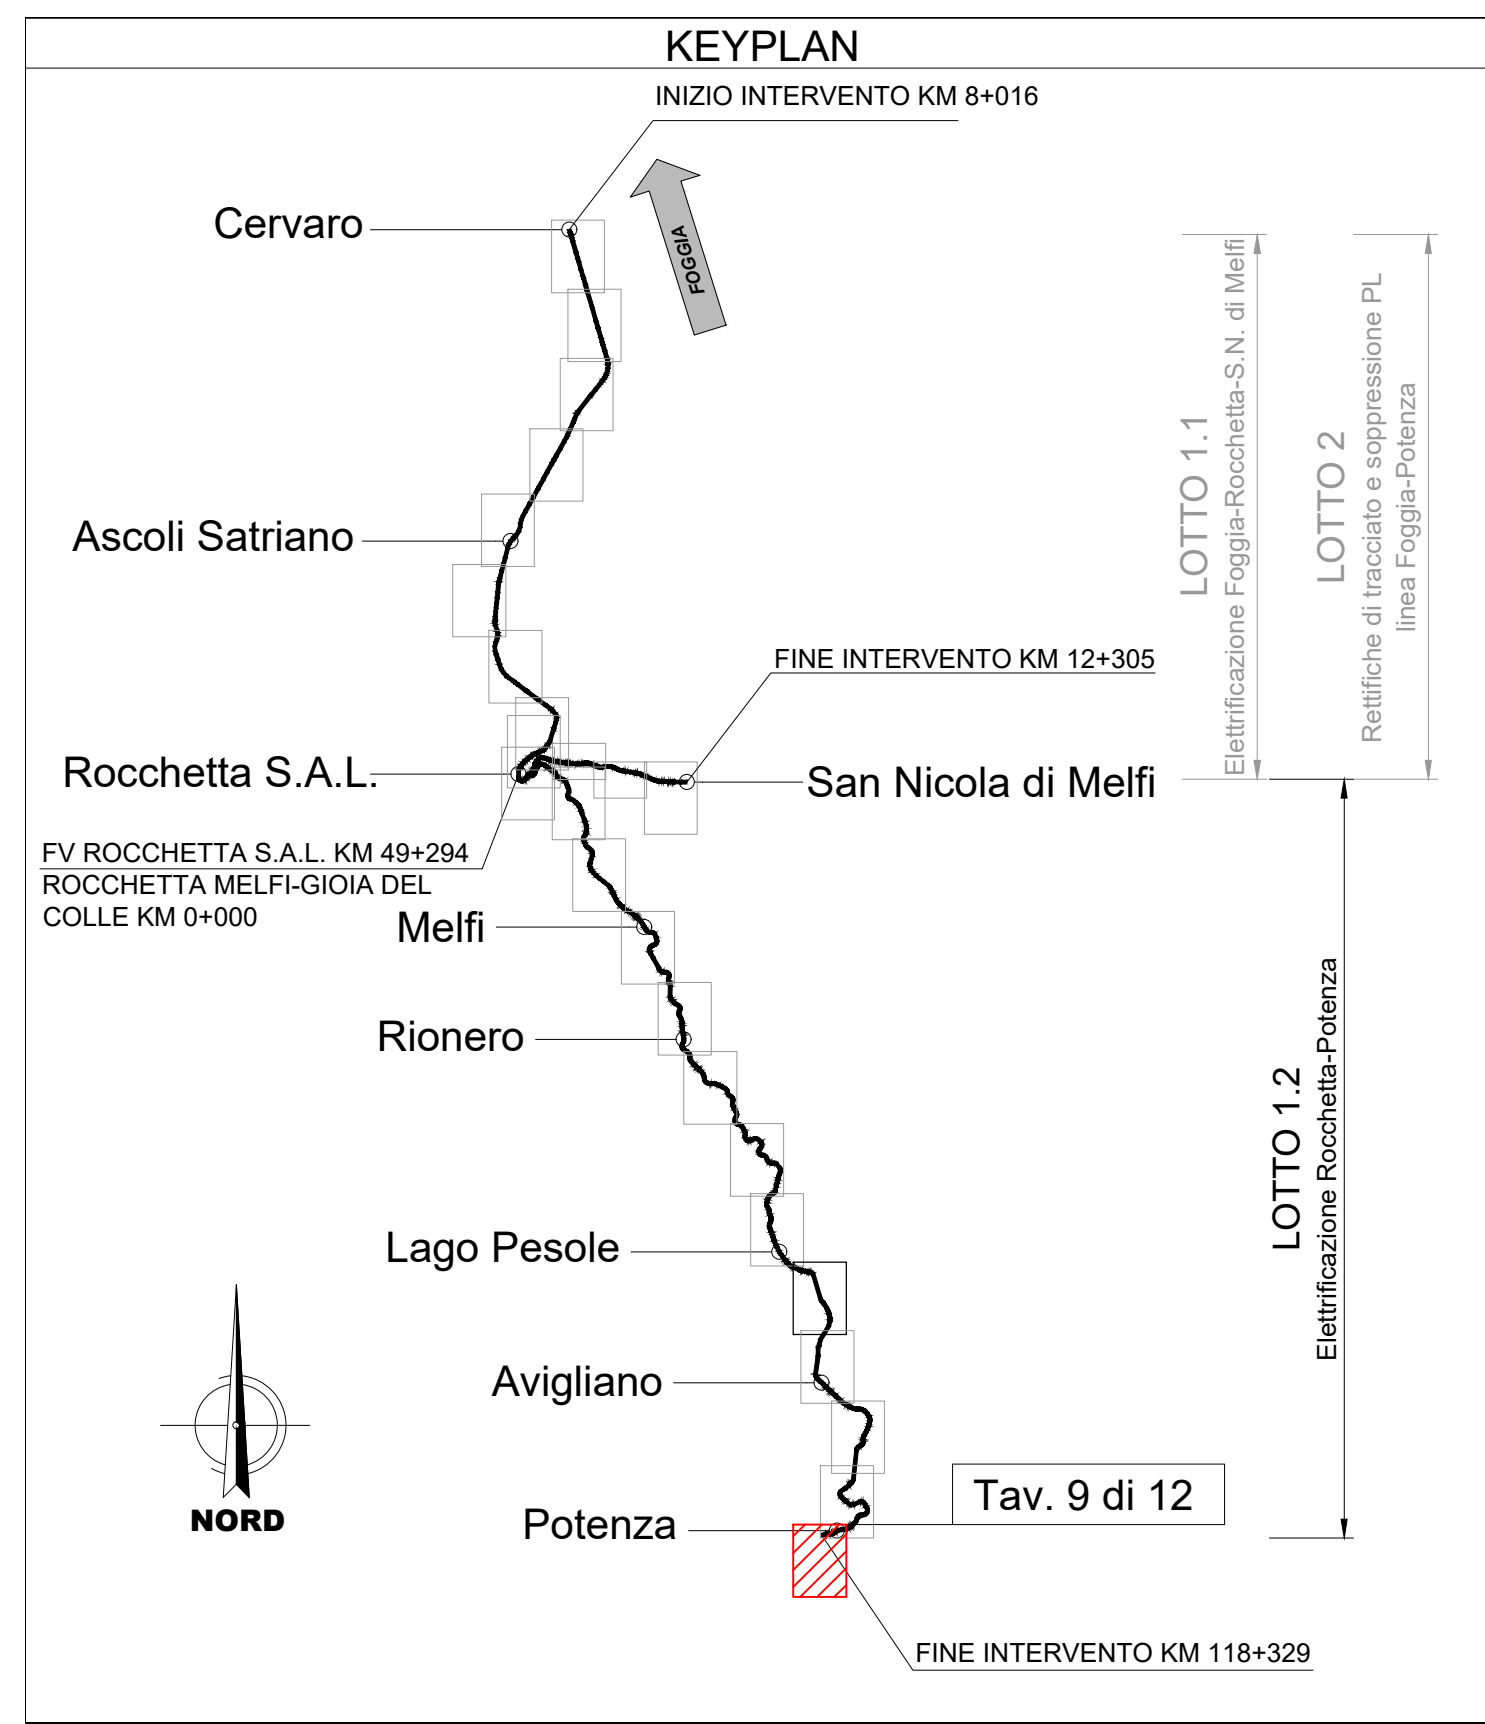 KEYPLAN
INIZIO INTERVENTO KM 8+016
Cervaro
FOGGIA
Ascoli Satriano
LOTTO 1.1
Elettrificazione Foggia-Rocchetta-S.N. di Melfi
LOTTO 2
Rettifiche di tracciato e soppressione PL
linea Foggia-Potenza
FINE INTERVENTO KM 12+305
Rocchetta S.A.L.
San Nicola di Melfi
FV ROCCHETTA S.A.L. KM 49+294
ROCCHETTA MELFI-GIOIA DEL
COLLE KM 0+000
Melfi
Rionero
LOTTO 1.2
Elettrificazione Rocchetta-Potenza
Lago Pesole
Avigliano
NORD
Tav. 9 di 12
Potenza
FINE INTERVENTO KM 118+329